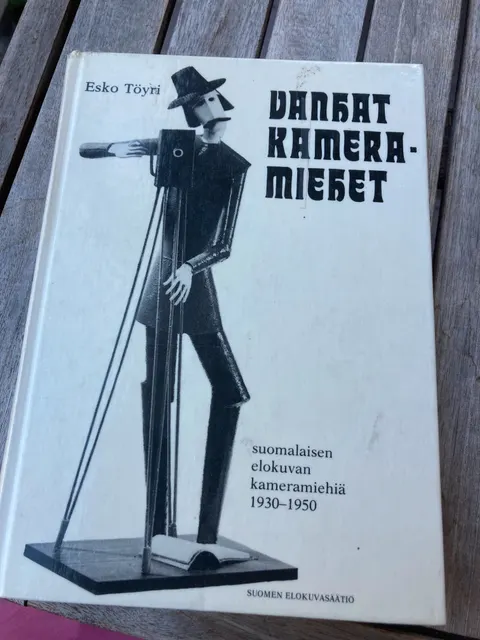 Esko Töyri
VANHAT
KAMERA-
MIEHET
suomalaisen
elokuvan
kameramiehiä
1930–1950
SUOMEN ELOKUVASÄÄTIÖ